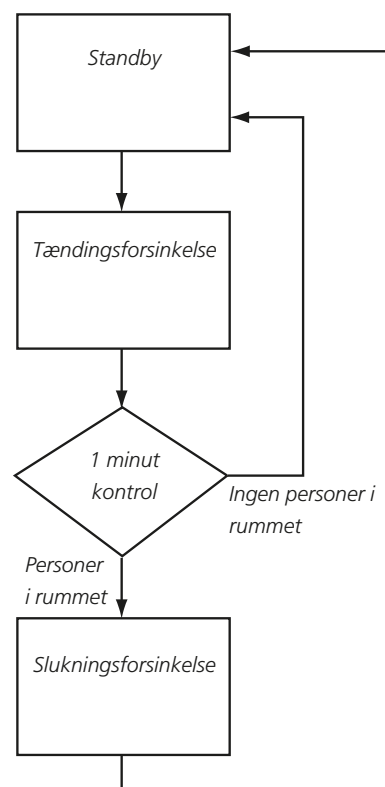 Standby
Tændingsforsinkelse
1 minut
kontrol
Ingen personer i
rummet
Personer
i rummet
Slukningsforsinkelse